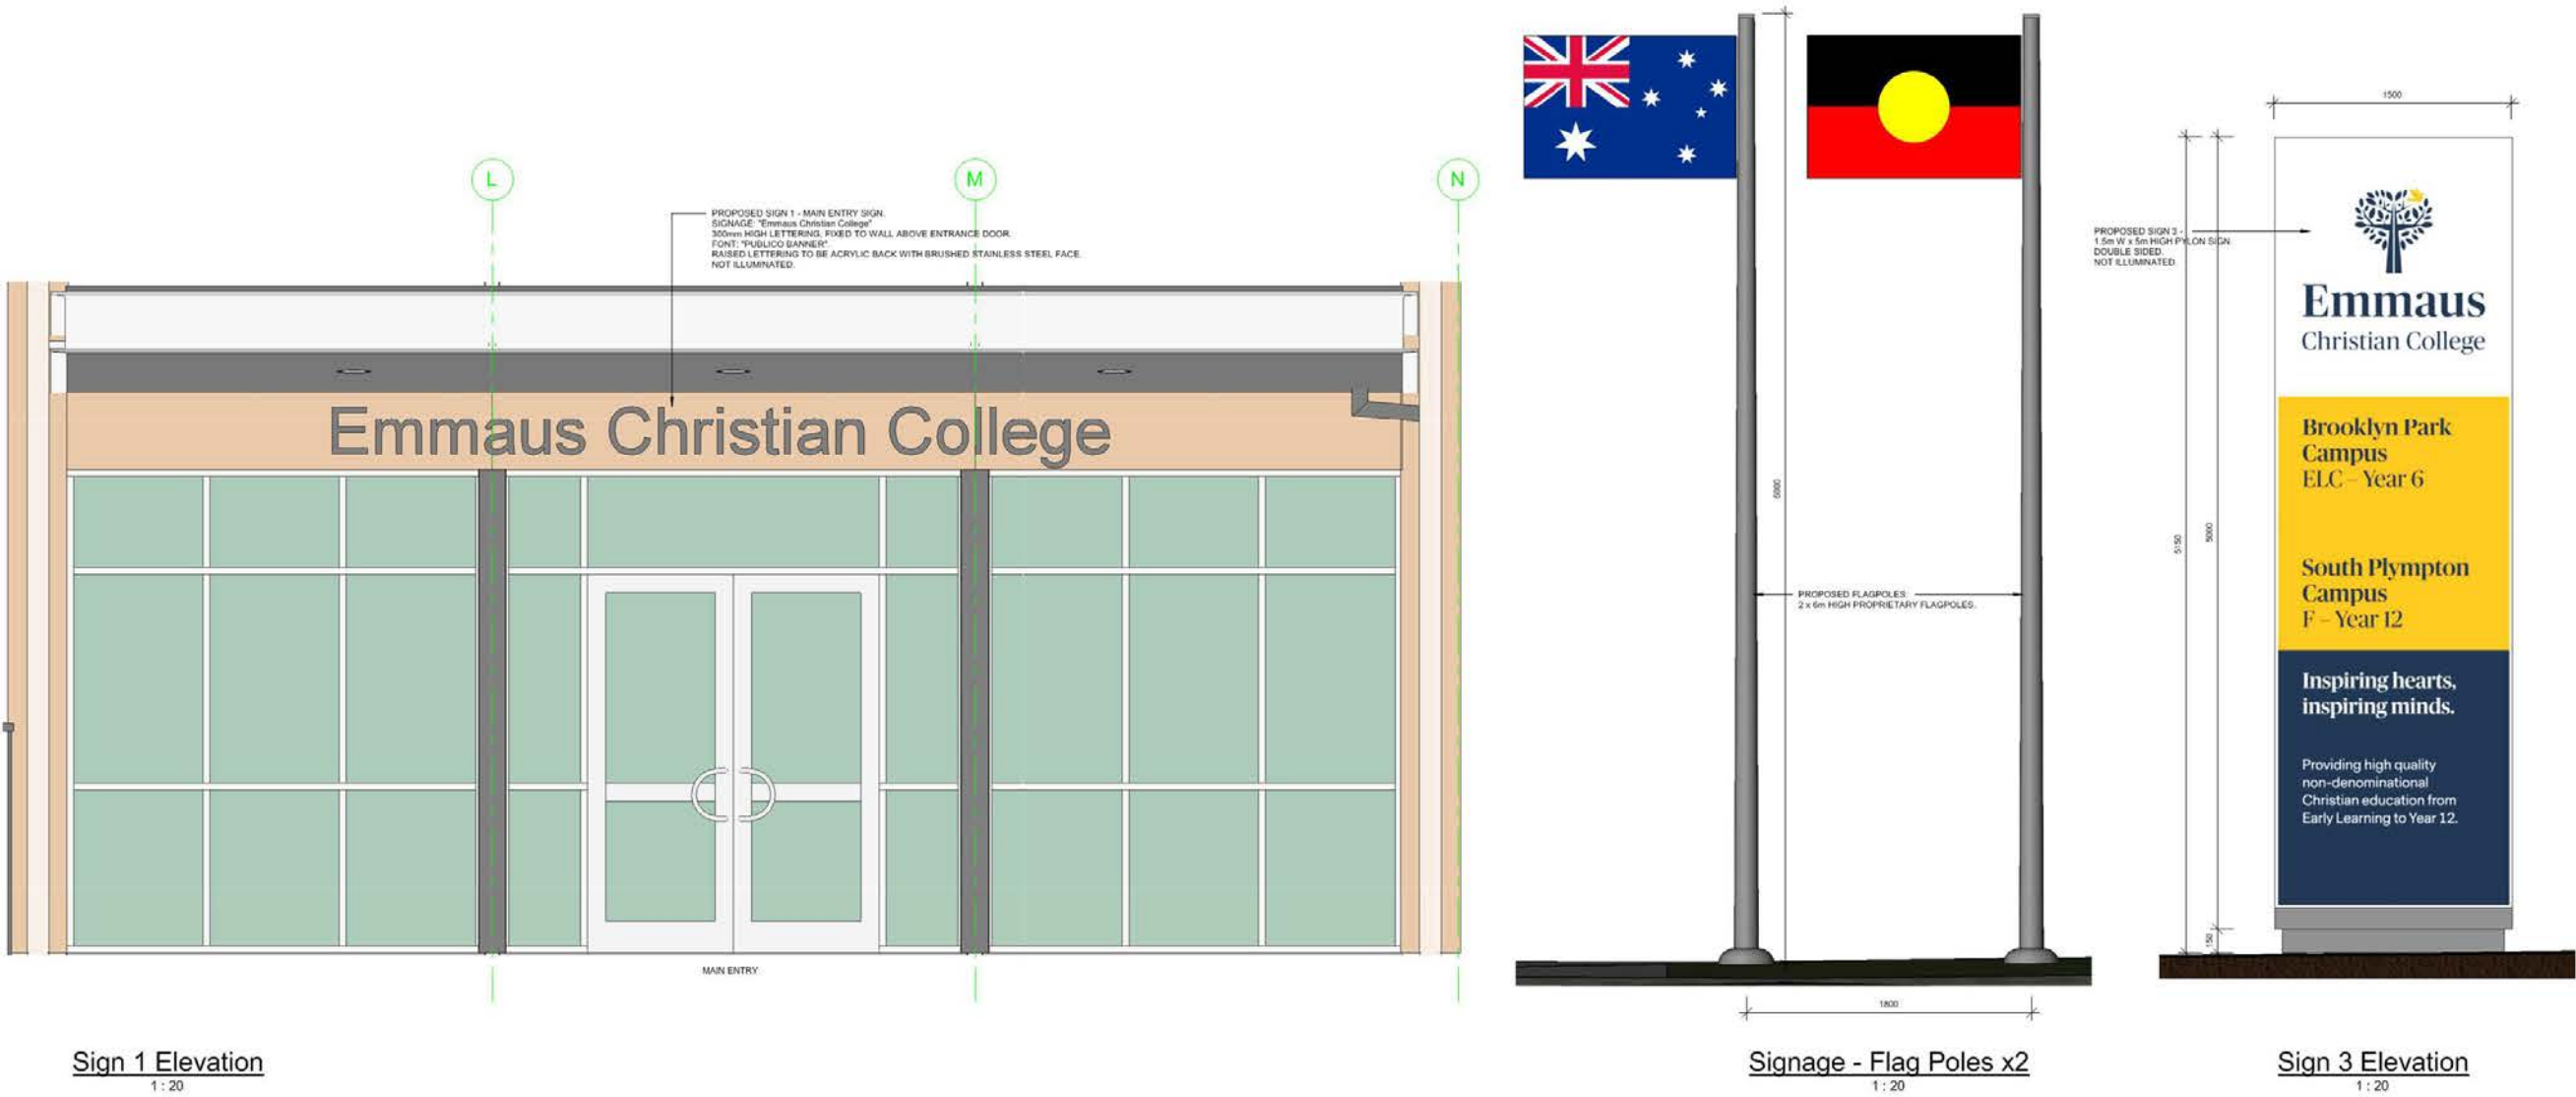 L
M
N
PROPOSED SIGN 1 - MAIN ENTRY SIGN.
SIGNAGE: "Emmaus Christian College"
300mm HIGH LETTERING, FIXED TO WALL ABOVE ENTRANCE DOOR.
FONT: "PUBLICO BANNER".
RAISED LETTERING TO BE ACRYLIC BACK WITH BRUSHED STAINLESS STEEL FACE.
NOT ILLUMINATED.
Emmaus Christian College
MAIN ENTRY
Sign 1 Elevation
1 : 20
6000
PROPOSED FLAGPOLES:
2 x 6m HIGH PROPRIETARY FLAGPOLES.
1800
Signage - Flag Poles x2
1 : 20
1500
PROPOSED SIGN 3 -
1.5m W x 5m HIGH PYLON SIGN
DOUBLE SIDED.
NOT ILLUMINATED.
5150
5000
150
Emmaus
Christian College
Brooklyn Park
Campus
ELC – Year 6
South Plympton
Campus
F – Year 12
Inspiring hearts,
inspiring minds.
Providing high quality
non-denominational
Christian education from
Early Learning to Year 12.
Sign 3 Elevation
1 : 20